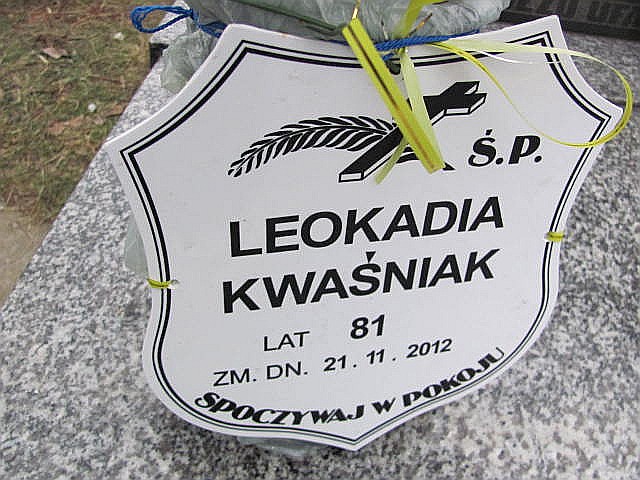 Ś.P.
LEOKADIA
KWAŚNIAK
LAT 81
ZM. DN. 21.11.2012
SPOCZYWAJ W POKOJU